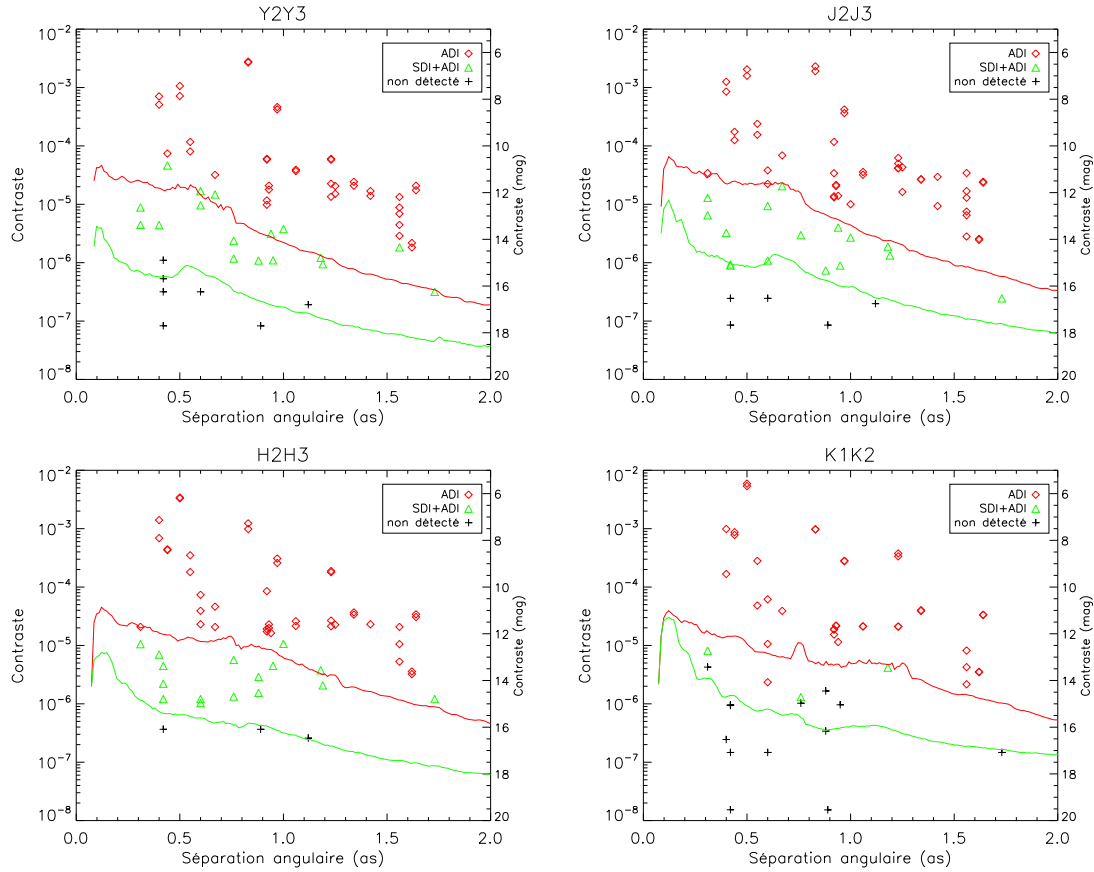 Y2Y3
Contraste
10⁻²
10⁻³
10⁻⁴
10⁻⁵
10⁻⁶
10⁻⁷
10⁻⁸
0.0 0.5 1.0 1.5 2.0
Séparation angulaire (as)
6
8
10
12
14
16
18
20
Contraste (mag)
ADI
SDI+ADI
non détecté
J2J3
Contraste
10⁻²
10⁻³
10⁻⁴
10⁻⁵
10⁻⁶
10⁻⁷
10⁻⁸
0.0 0.5 1.0 1.5 2.0
Séparation angulaire (as)
6
8
10
12
14
16
18
20
Contraste (mag)
ADI
SDI+ADI
non détecté
H2H3
Contraste
10⁻²
10⁻³
10⁻⁴
10⁻⁵
10⁻⁶
10⁻⁷
10⁻⁸
0.0 0.5 1.0 1.5 2.0
Séparation angulaire (as)
6
8
10
12
14
16
18
20
Contraste (mag)
ADI
SDI+ADI
non détecté
K1K2
Contraste
10⁻²
10⁻³
10⁻⁴
10⁻⁵
10⁻⁶
10⁻⁷
10⁻⁸
0.0 0.5 1.0 1.5 2.0
Séparation angulaire (as)
6
8
10
12
14
16
18
20
Contraste (mag)
ADI
SDI+ADI
non détecté